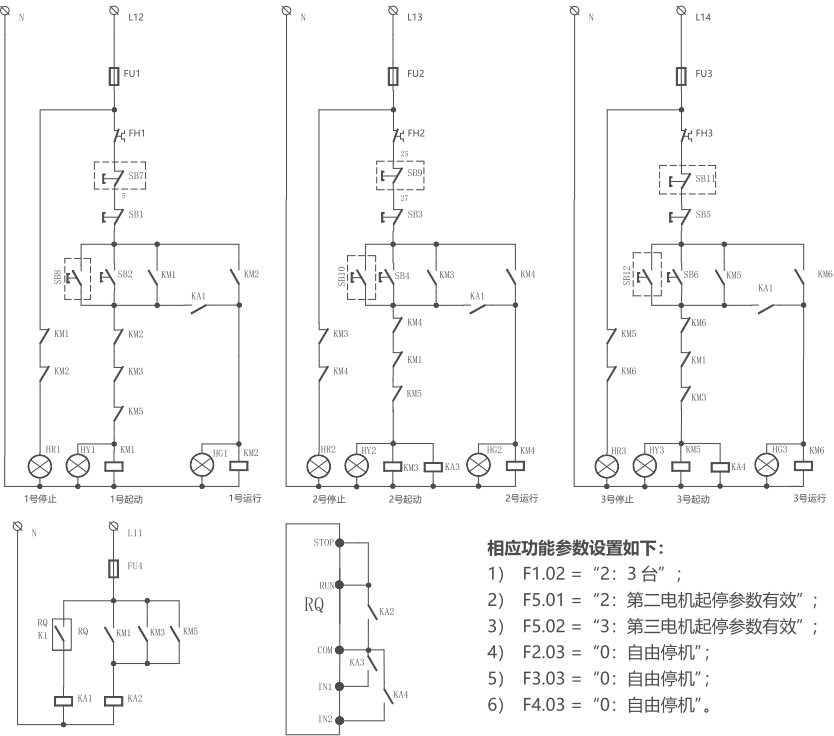 N L12 N L13 N L14
FU1 FU2 FU3
FH1 FH2 FH3
25
SB7 SB9 SB11
5 27
SB1 SB3 SB5
SB8 SB2 KM1 KM2 SB10 SB4 KM3 KM4 SB12 SB6 KM5 KM6
KA1 KA1 KA1
KM1 KM2 KM3 KM4 KM5 KM6
KM2 KM3 KM4 KM1 KM6 KM1
KM5 KM5 KM3
HR1 HY1 KM1 HG1 KM2 HR2 HY2 KM3 KA3 HG2 KM4 HR3 HY3 KM5 KA4 HG3 KM6
1号停止 1号起动 1号运行 2号停止 2号起动 2号运行 3号停止 3号起动 3号运行
N L11
FU4
RQ
K1 RQ KM1 KM3 KM5
KA1 KA2
STOP
RUN
RQ
KA2
COM
KA3
IN1
KA4
IN2
相应功能参数设置如下：
1） F1.02 = “2：3 台”；
2） F5.01 = “2：第二电机起停参数有效”；
3） F5.02 = “3：第三电机起停参数有效”；
4） F2.03 = “0：自由停机”；
5） F3.03 = “0：自由停机”；
6） F4.03 = “0：自由停机”。